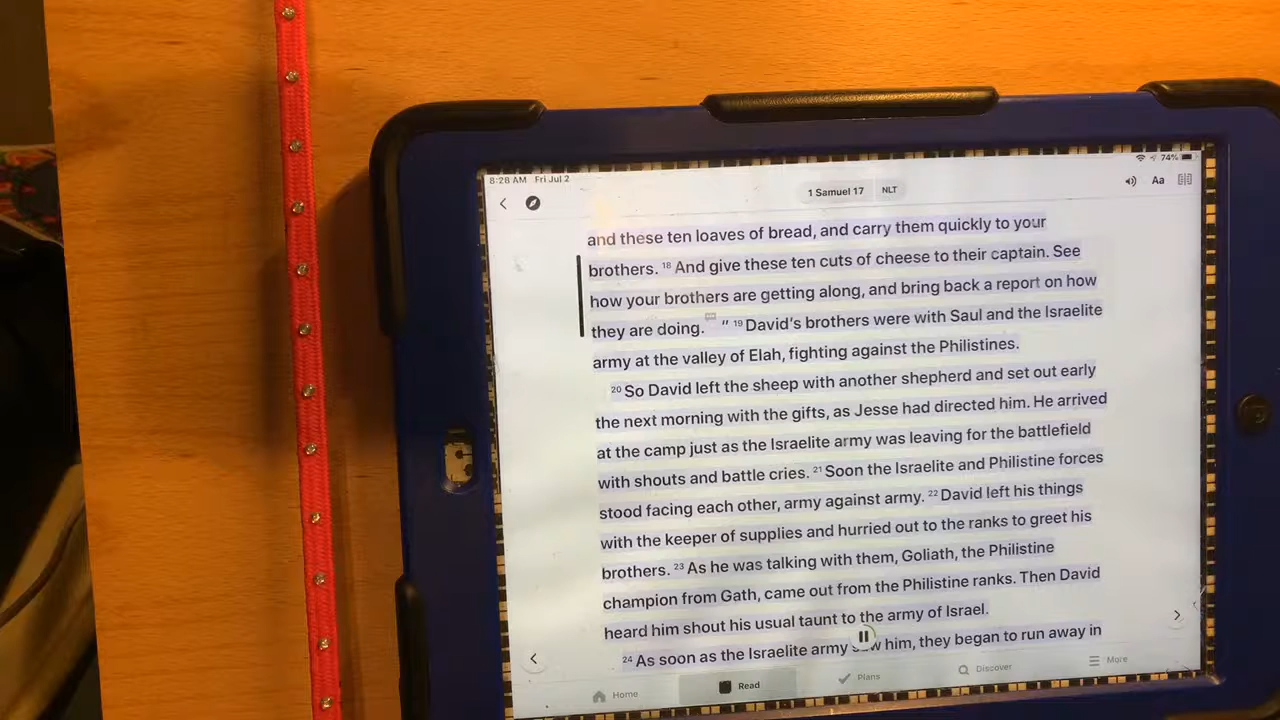 8:28 AM Fri Jul 2
74%
1 Samuel 17 NLT
Aa
and these ten loaves of bread, and carry them quickly to your
brothers. 18 And give these ten cuts of cheese to their captain. See
how your brothers are getting along, and bring back a report on how
they are doing. ” 19 David’s brothers were with Saul and the Israelite
army at the valley of Elah, fighting against the Philistines.
20 So David left the sheep with another shepherd and set out early
the next morning with the gifts, as Jesse had directed him. He arrived
at the camp just as the Israelite army was leaving for the battlefield
with shouts and battle cries. 21 Soon the Israelite and Philistine forces
stood facing each other, army against army. 22 David left his things
with the keeper of supplies and hurried out to the ranks to greet his
brothers. 23 As he was talking with them, Goliath, the Philistine
champion from Gath, came out from the Philistine ranks. Then David
heard him shout his usual taunt to the army of Israel.
24 As soon as the Israelite army him, they began to run away in
Home Read Plans Discover More